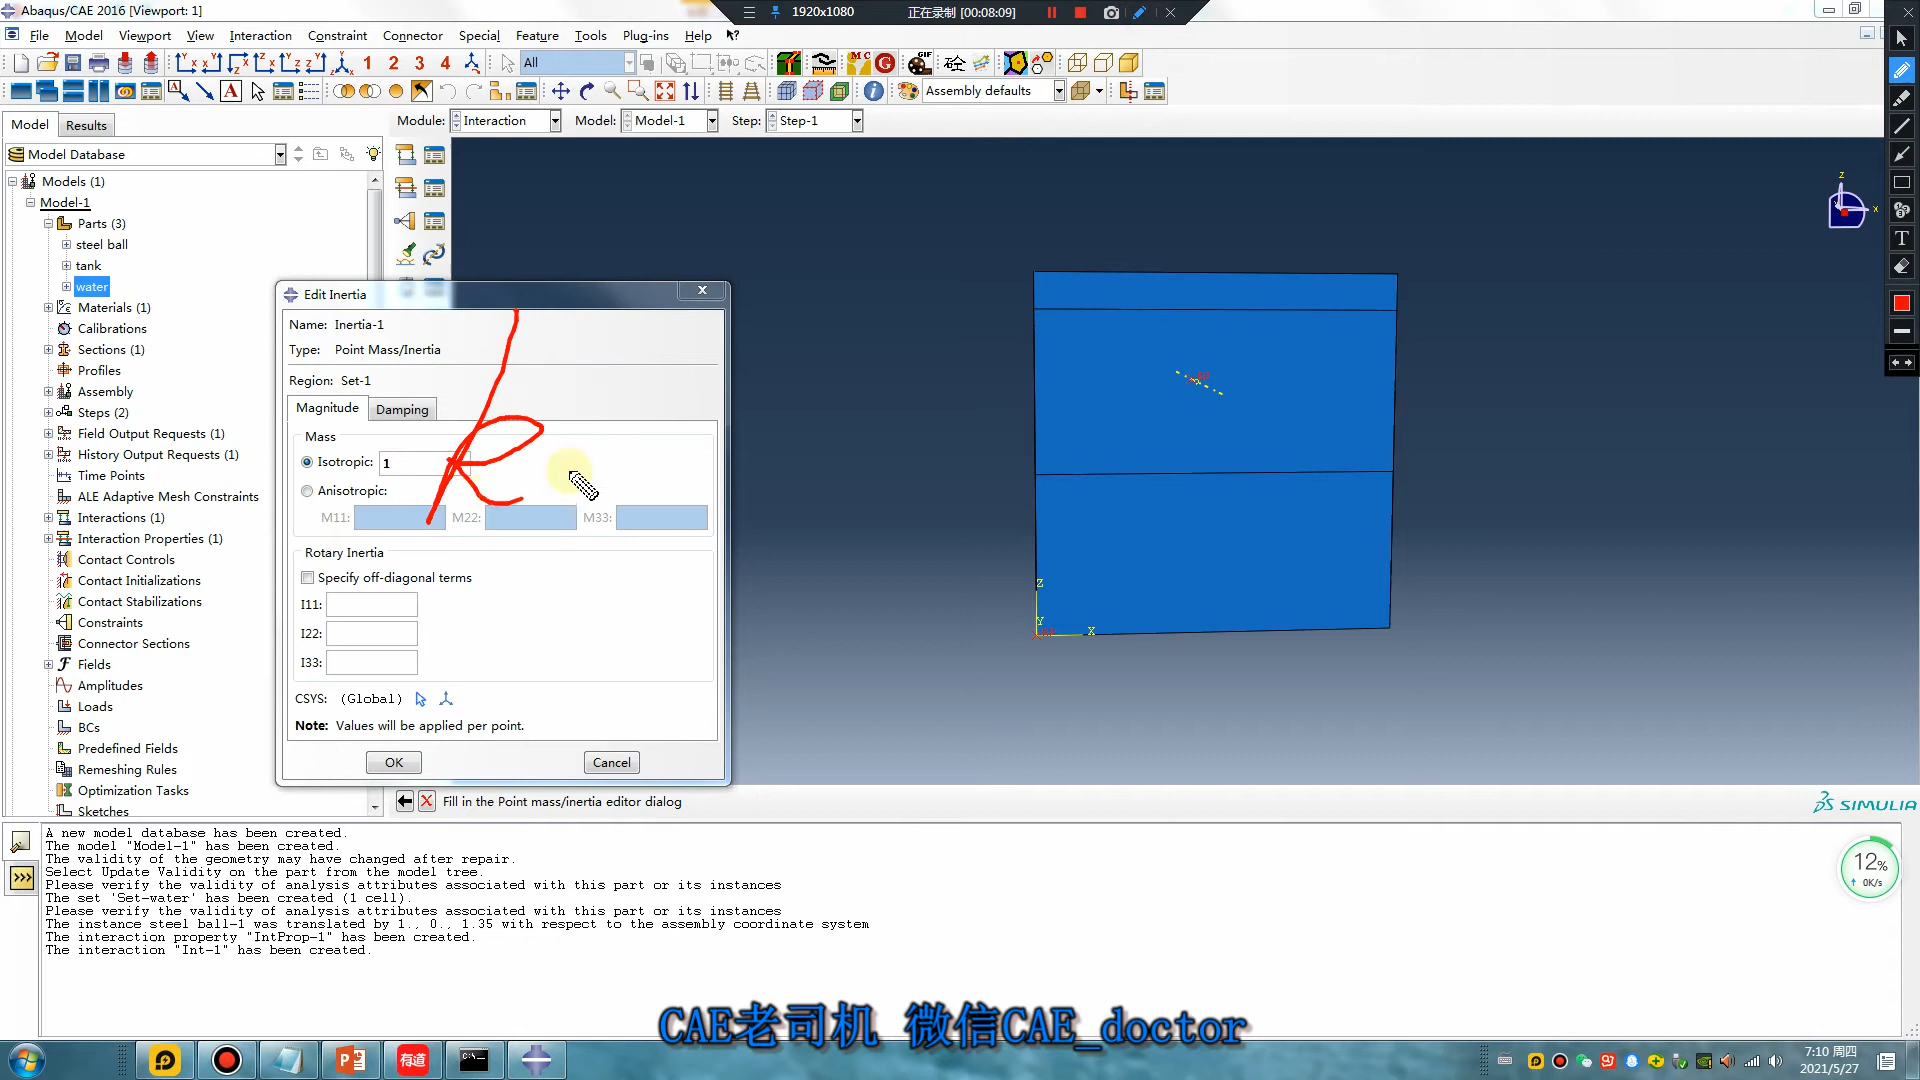 Abaqus/CAE 2016 [Viewport: 1]
1920x1080 正在录制 [00:08:09]
File Model Viewport View Interaction Constraint Connector Special Feature Tools Plug-ins Help
1 2 3 4 All MC G GIF 砼
A Assembly defaults
Model Results Module: Interaction Model: Model-1 Step: Step-1
Model Database
Models (1)
Model-1
Parts (3)
steel ball
tank
water
Materials (1)
Calibrations
Sections (1)
Profiles
Assembly
Steps (2)
Field Output Requests (1)
History Output Requests (1)
Time Points
ALE Adaptive Mesh Constraints
Interactions (1)
Interaction Properties (1)
Contact Controls
Contact Initializations
Contact Stabilizations
Constraints
Connector Sections
Fields
Amplitudes
Loads
BCs
Predefined Fields
Remeshing Rules
Optimization Tasks
Sketches
Edit Inertia
Name: Inertia-1
Type: Point Mass/Inertia
Region: Set-1
Magnitude Damping
Mass
Isotropic: 1
Anisotropic:
M11: M22: M33:
Rotary Inertia
Specify off-diagonal terms
I11:
I22:
I33:
CSYS: (Global)
Note: Values will be applied per point.
OK Cancel
Z
X
RP
Z
Y
X
T
Fill in the Point mass/inertia editor dialog
SIMULIA
A new model database has been created.
The model "Model-1" has been created.
The validity of the geometry may have changed after repair.
Select Update Validity on the part from the model tree.
Please verify the validity of analysis attributes associated with this part or its instances
The set 'Set-water' has been created (1 cell).
Please verify the validity of analysis attributes associated with this part or its instances
The instance steel ball-1 was translated by 1., 0., 1.35 with respect to the assembly coordinate system
The interaction property "IntProp-1" has been created.
The interaction "Int-1" has been created.
12%
0K/s
CAE老司机 微信CAE_doctor
有道
7:10 周四
2021/5/27